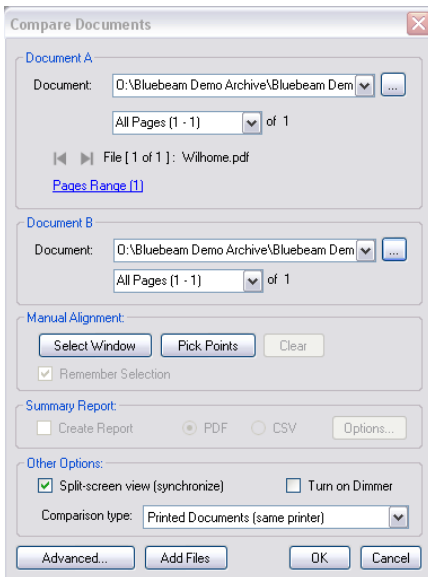 Compare Documents
Document A
Document: O:\Bluebeam Demo Archive\Bluebeam Dem ...
All Pages (1 - 1) of 1
File [ 1 of 1 ] : Wilhome.pdf
Pages Range (1)
Document B
Document: O:\Bluebeam Demo Archive\Bluebeam Dem ...
All Pages (1 - 1) of 1
Manual Alignment:
Select Window Pick Points Clear
Remember Selection
Summary Report:
Create Report PDF CSV Options...
Other Options:
Split-screen view (synchronize) Turn on Dimmer
Comparison type: Printed Documents (same printer)
Advanced... Add Files OK Cancel